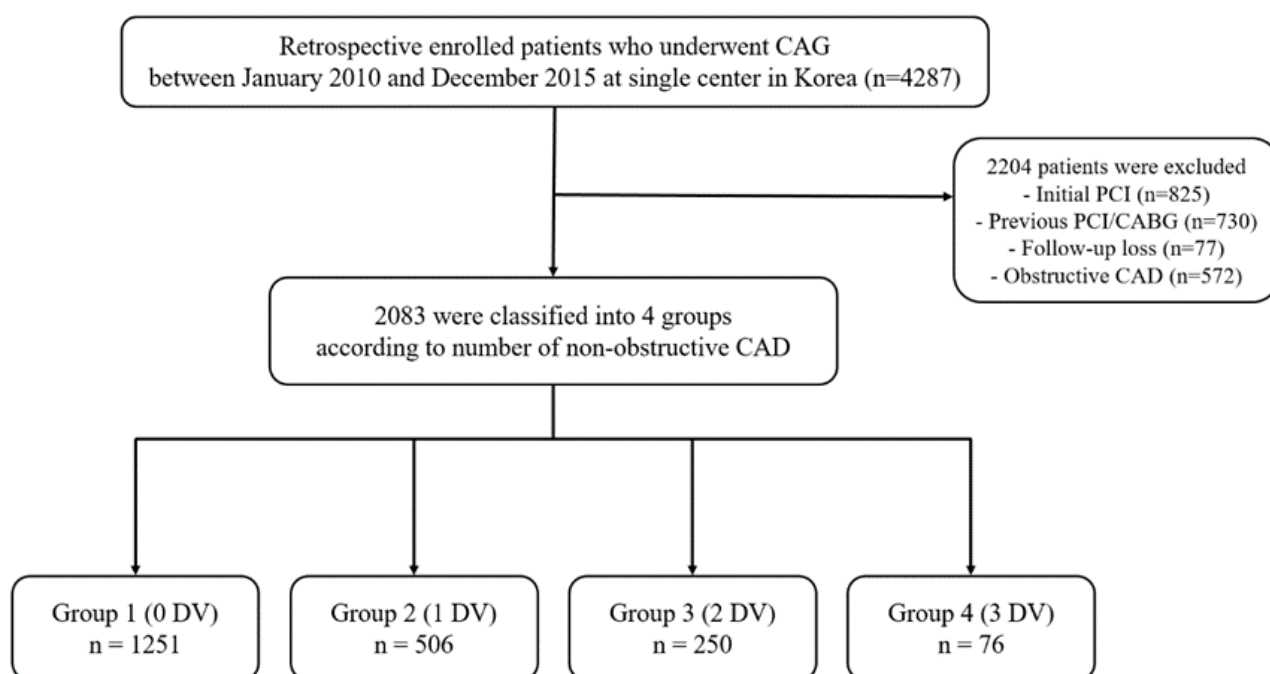 Retrospective enrolled patients who underwent CAG
between January 2010 and December 2015 at single center in Korea (n=4287)
2204 patients were excluded
- Initial PCI (n=825)
- Previous PCI/CABG (n=730)
- Follow-up loss (n=77)
- Obstructive CAD (n=572)
2083 were classified into 4 groups
according to number of non-obstructive CAD
Group 1 (0 DV)
n = 1251
Group 2 (1 DV)
n = 506
Group 3 (2 DV)
n = 250
Group 4 (3 DV)
n = 76